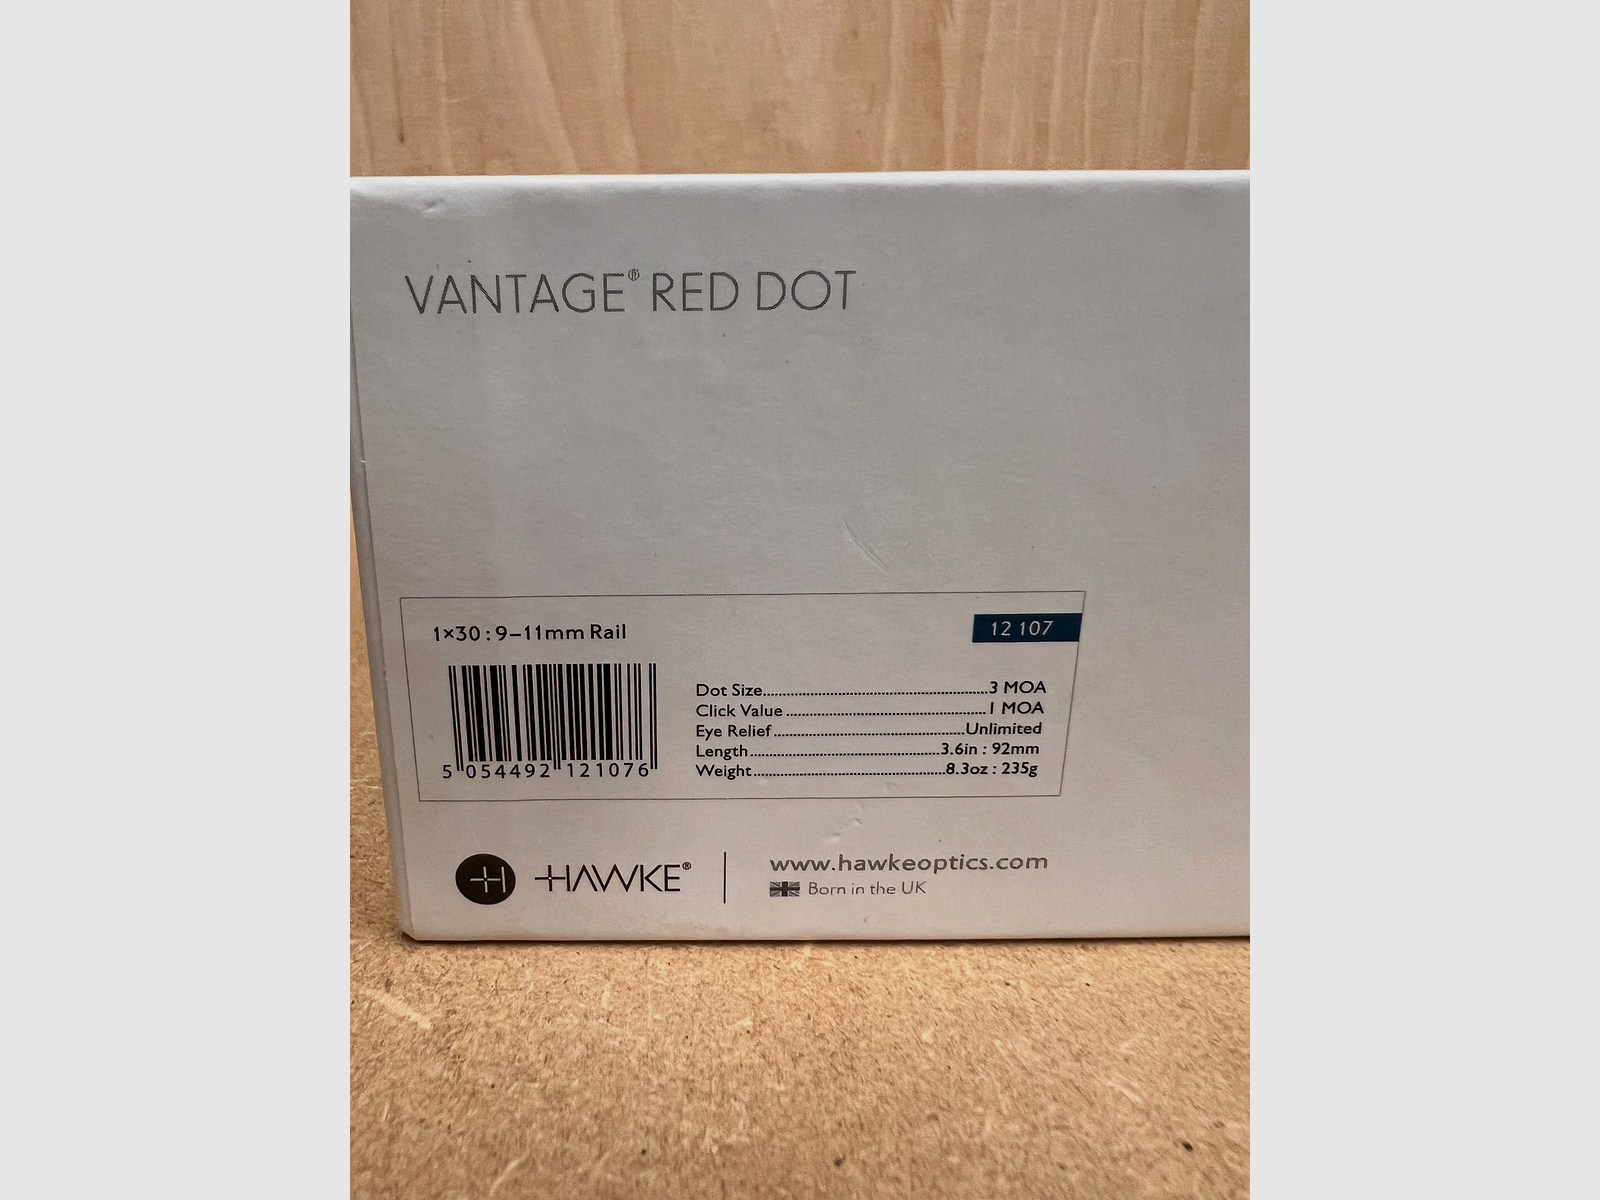 VANTAGE® RED DOT
1×30 : 9–11mm Rail
12 107
5 054492 121076
Dot Size 3 MOA
Click Value 1 MOA
Eye Relief Unlimited
Length 3.6in : 92mm
Weight 8.3oz : 235g
HAWKE®
www.hawkeoptics.com
Born in the UK